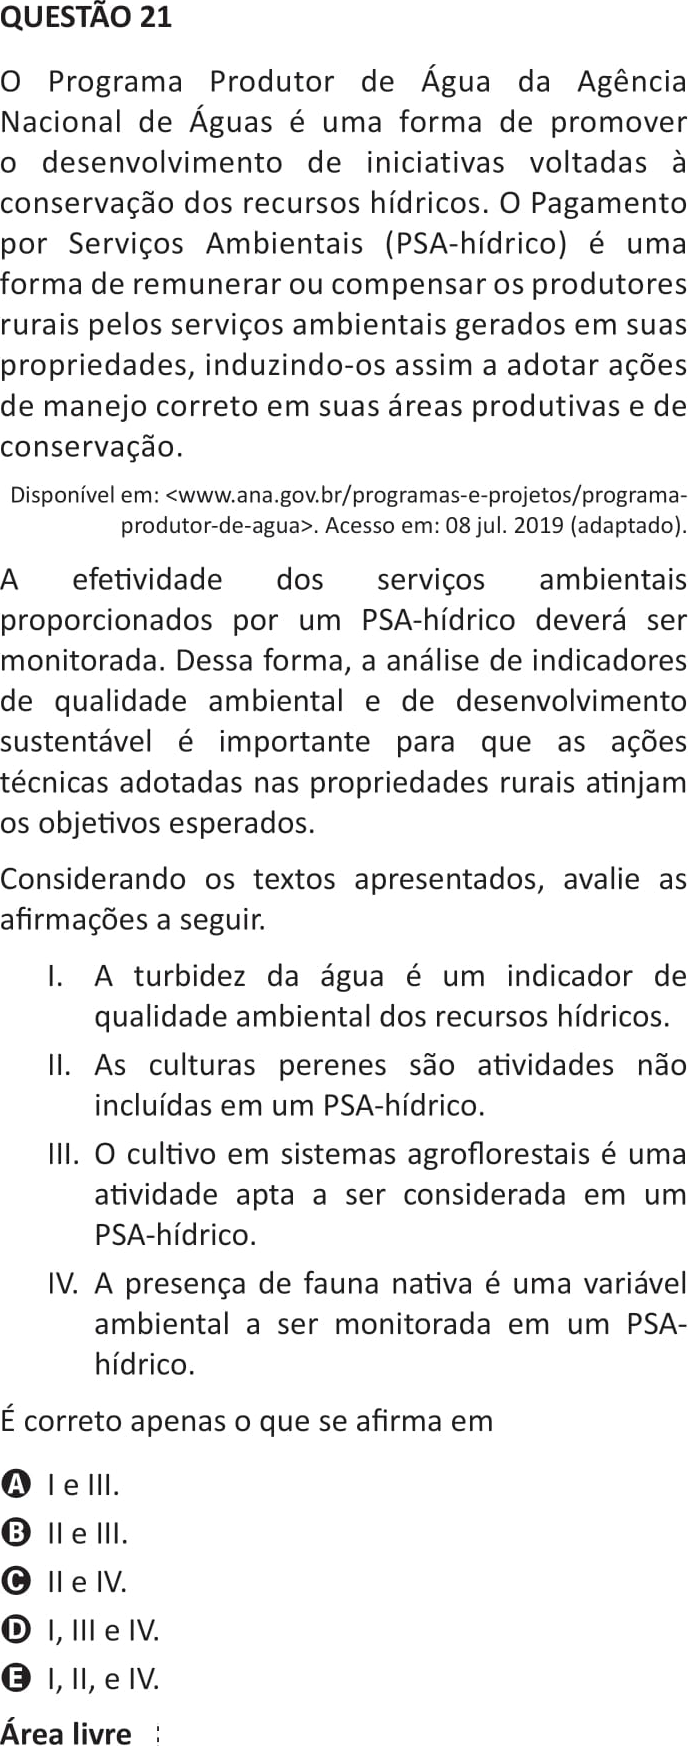 QUESTÃO 21
O Programa Produtor de Água da Agência
Nacional de Águas é uma forma de promover
o desenvolvimento de iniciativas voltadas à
conservação dos recursos hídricos. O Pagamento
por Serviços Ambientais (PSA-hídrico) é uma
forma de remunerar ou compensar os produtores
rurais pelos serviços ambientais gerados em suas
propriedades, induzindo-os assim a adotar ações
de manejo correto em suas áreas produtivas e de
conservação.
Disponível em: <www.ana.gov.br/programas-e-projetos/programa-
produtor-de-agua>. Acesso em: 08 jul. 2019 (adaptado).
A efetividade dos serviços ambientais
proporcionados por um PSA-hídrico deverá ser
monitorada. Dessa forma, a análise de indicadores
de qualidade ambiental e de desenvolvimento
sustentável é importante para que as ações
técnicas adotadas nas propriedades rurais atinjam
os objetivos esperados.
Considerando os textos apresentados, avalie as
afirmações a seguir.
I. A turbidez da água é um indicador de
qualidade ambiental dos recursos hídricos.
II. As culturas perenes são atividades não
incluídas em um PSA-hídrico.
III. O cultivo em sistemas agroflorestais é uma
atividade apta a ser considerada em um
PSA-hídrico.
IV. A presença de fauna nativa é uma variável
ambiental a ser monitorada em um PSA-
hídrico.
É correto apenas o que se afirma em
A I e III.
B II e III.
C II e IV.
D I, III e IV.
E I, II, e IV.
Área livre